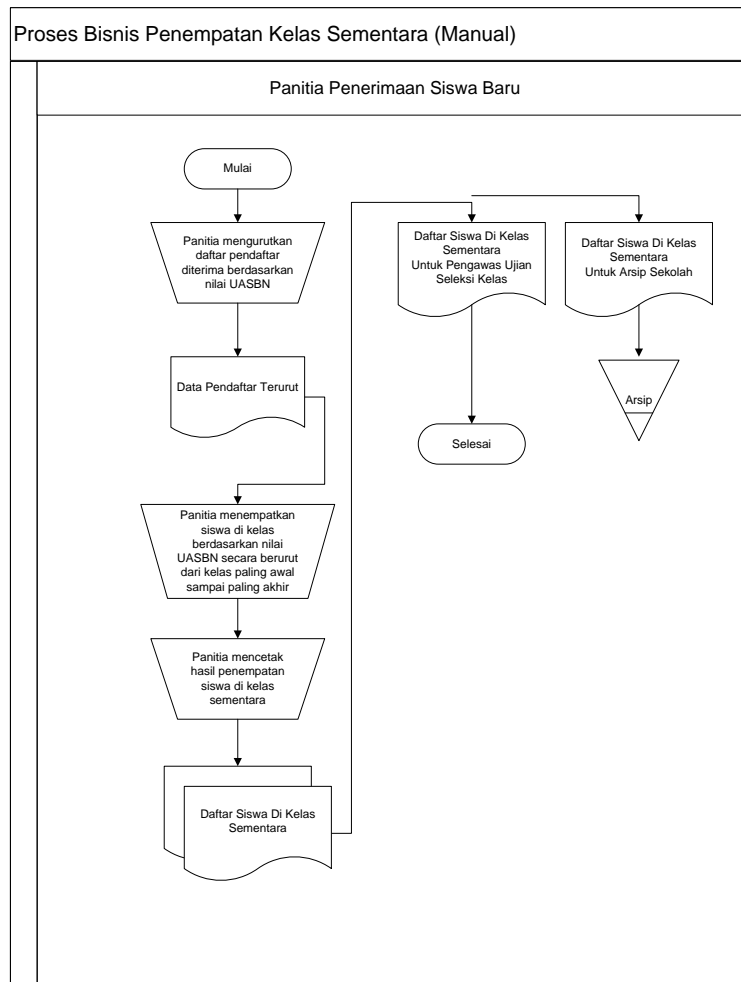 Proses Bisnis Penempatan Kelas Sementara (Manual)
Panitia Penerimaan Siswa Baru
Mulai
Panitia mengurutkan
daftar pendaftar
diterima berdasarkan
nilai UASBN
Data Pendaftar Terurut
Panitia menempatkan
siswa di kelas
berdasarkan nilai
UASBN secara berurut
dari kelas paling awal
sampai paling akhir
Panitia mencetak
hasil penempatan
siswa di kelas
sementara
Daftar Siswa Di Kelas
Sementara
Daftar Siswa Di Kelas
Sementara
Untuk Pengawas Ujian
Seleksi Kelas
Selesai
Daftar Siswa Di Kelas
Sementara
Untuk Arsip Sekolah
Arsip